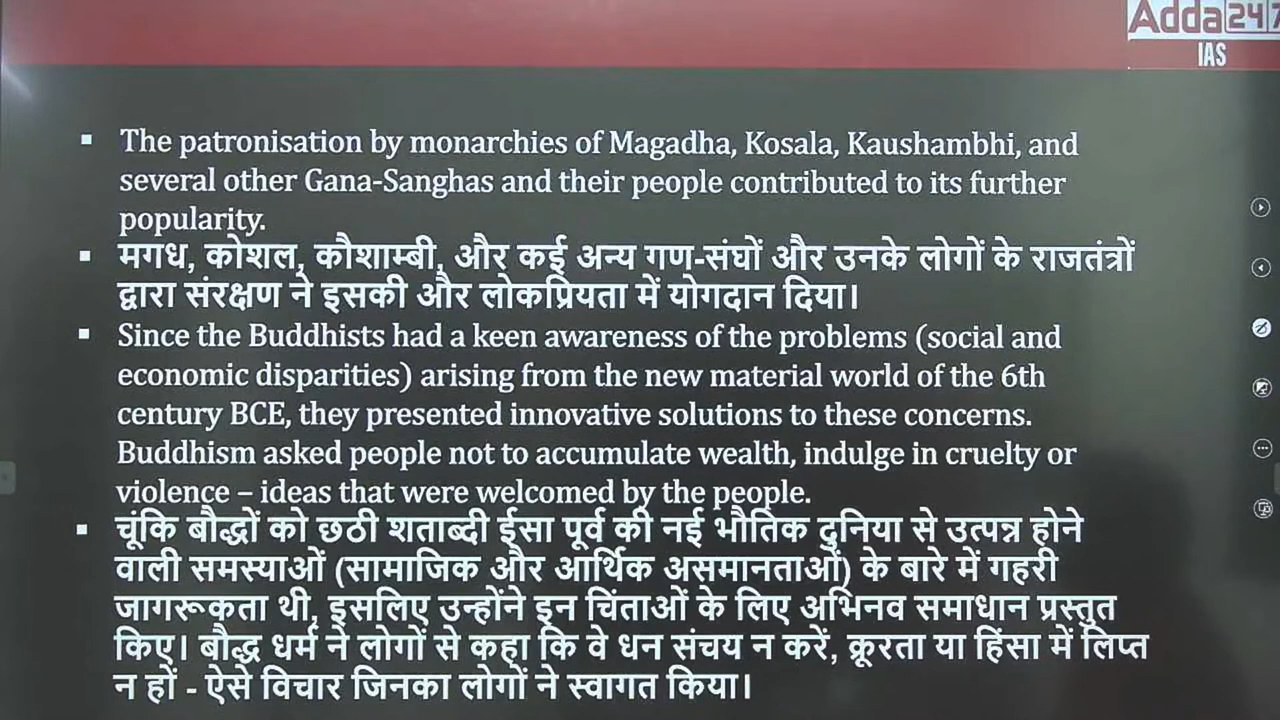 Adda247
IAS
▪ The patronisation by monarchies of Magadha, Kosala, Kaushambhi, and
several other Gana-Sanghas and their people contributed to its further
popularity.
▪ मगध, कोशल, कौशाम्बी, और कई अन्य गण-संघों और उनके लोगों के राजतंत्रों
द्वारा संरक्षण ने इसकी और लोकप्रियता में योगदान दिया।
▪ Since the Buddhists had a keen awareness of the problems (social and
economic disparities) arising from the new material world of the 6th
century BCE, they presented innovative solutions to these concerns.
Buddhism asked people not to accumulate wealth, indulge in cruelty or
violence – ideas that were welcomed by the people.
▪ चूंकि बौद्धों को छठी शताब्दी ईसा पूर्व की नई भौतिक दुनिया से उत्पन्न होने
वाली समस्याओं (सामाजिक और आर्थिक असमानताओं) के बारे में गहरी
जागरूकता थी, इसलिए उन्होंने इन चिंताओं के लिए अभिनव समाधान प्रस्तुत
किए। बौद्ध धर्म ने लोगों से कहा कि वे धन संचय न करें, क्रूरता या हिंसा में लिप्त
न हों - ऐसे विचार जिनका लोगों ने स्वागत किया।